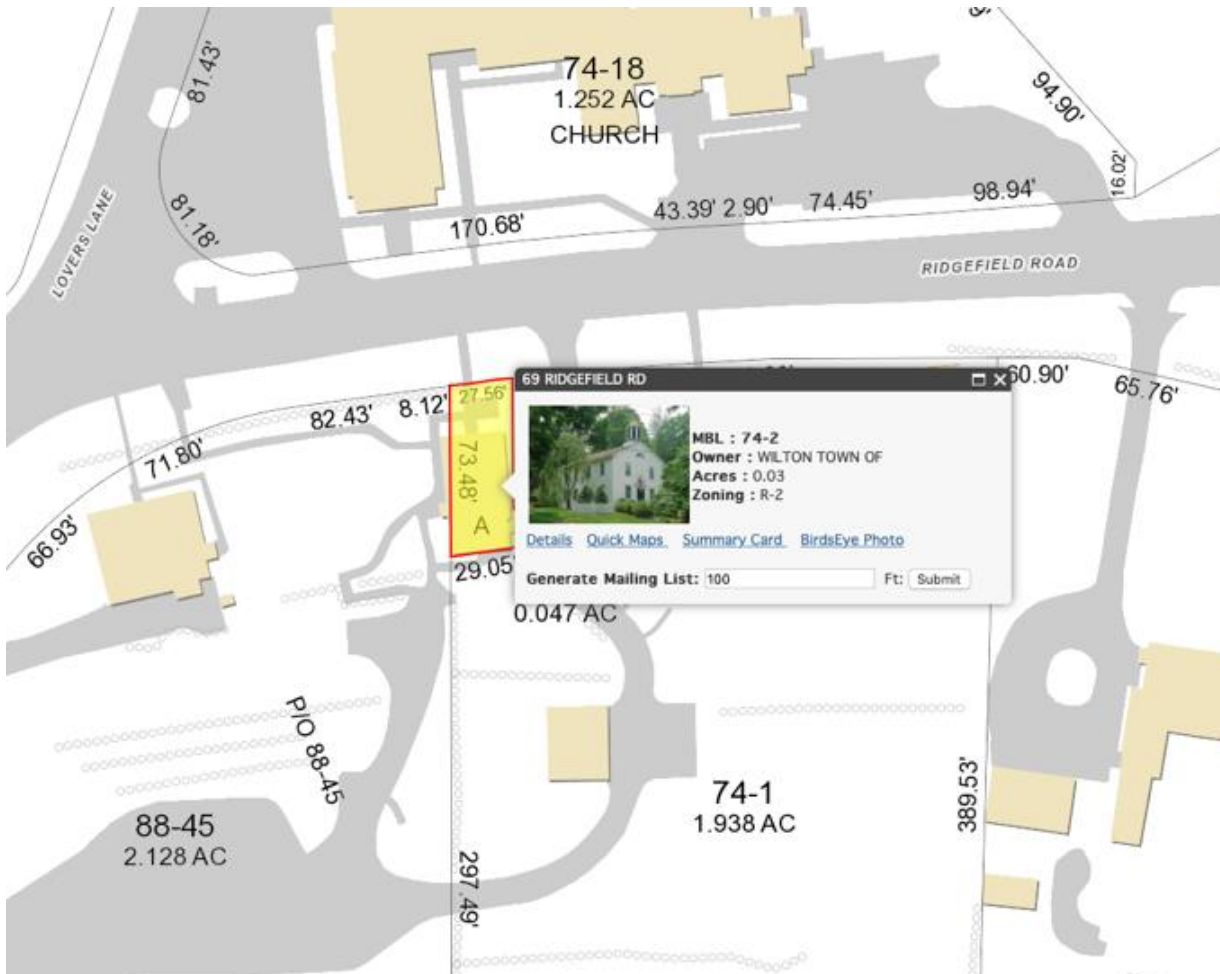 81.43'
74-18
1.252 AC
CHURCH
94.90'
16.02'
LOVERS LANE
81.18'
170.68'
43.39' 2.90'
74.45'
98.94'
RIDGEFIELD ROAD
69 RIDGEFIELD RD
60.90'
65.76'
27.56'
8.12'
82.43'
71.80'
66.93'
73.48'
A
MBL : 74-2
Owner : WILTON TOWN OF
Acres : 0.03
Zoning : R-2
Details Quick Maps Summary Card BirdsEye Photo
Generate Mailing List: 100 Ft: Submit
29.05'
0.047 AC
P/O 88-45
74-1
1.938 AC
389.53'
88-45
2.128 AC
297.49'